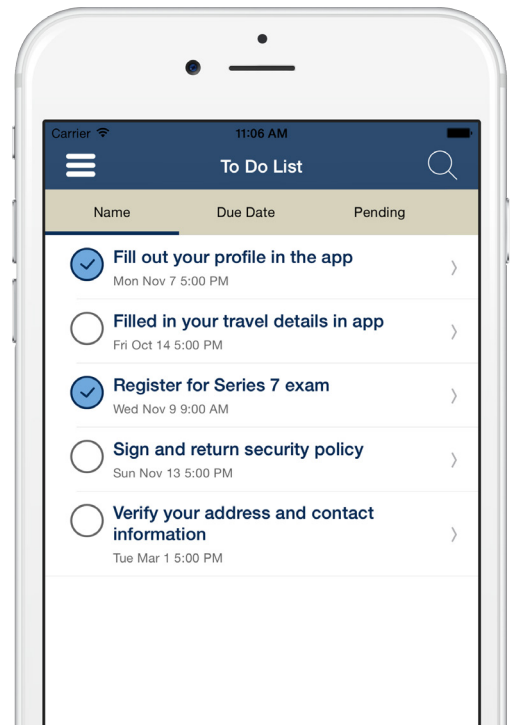 Carrier 11:06 AM
To Do List
Name Due Date Pending
Fill out your profile in the app
Mon Nov 7 5:00 PM
Filled in your travel details in app
Fri Oct 14 5:00 PM
Register for Series 7 exam
Wed Nov 9 9:00 AM
Sign and return security policy
Sun Nov 13 5:00 PM
Verify your address and contact
information
Tue Mar 1 5:00 PM